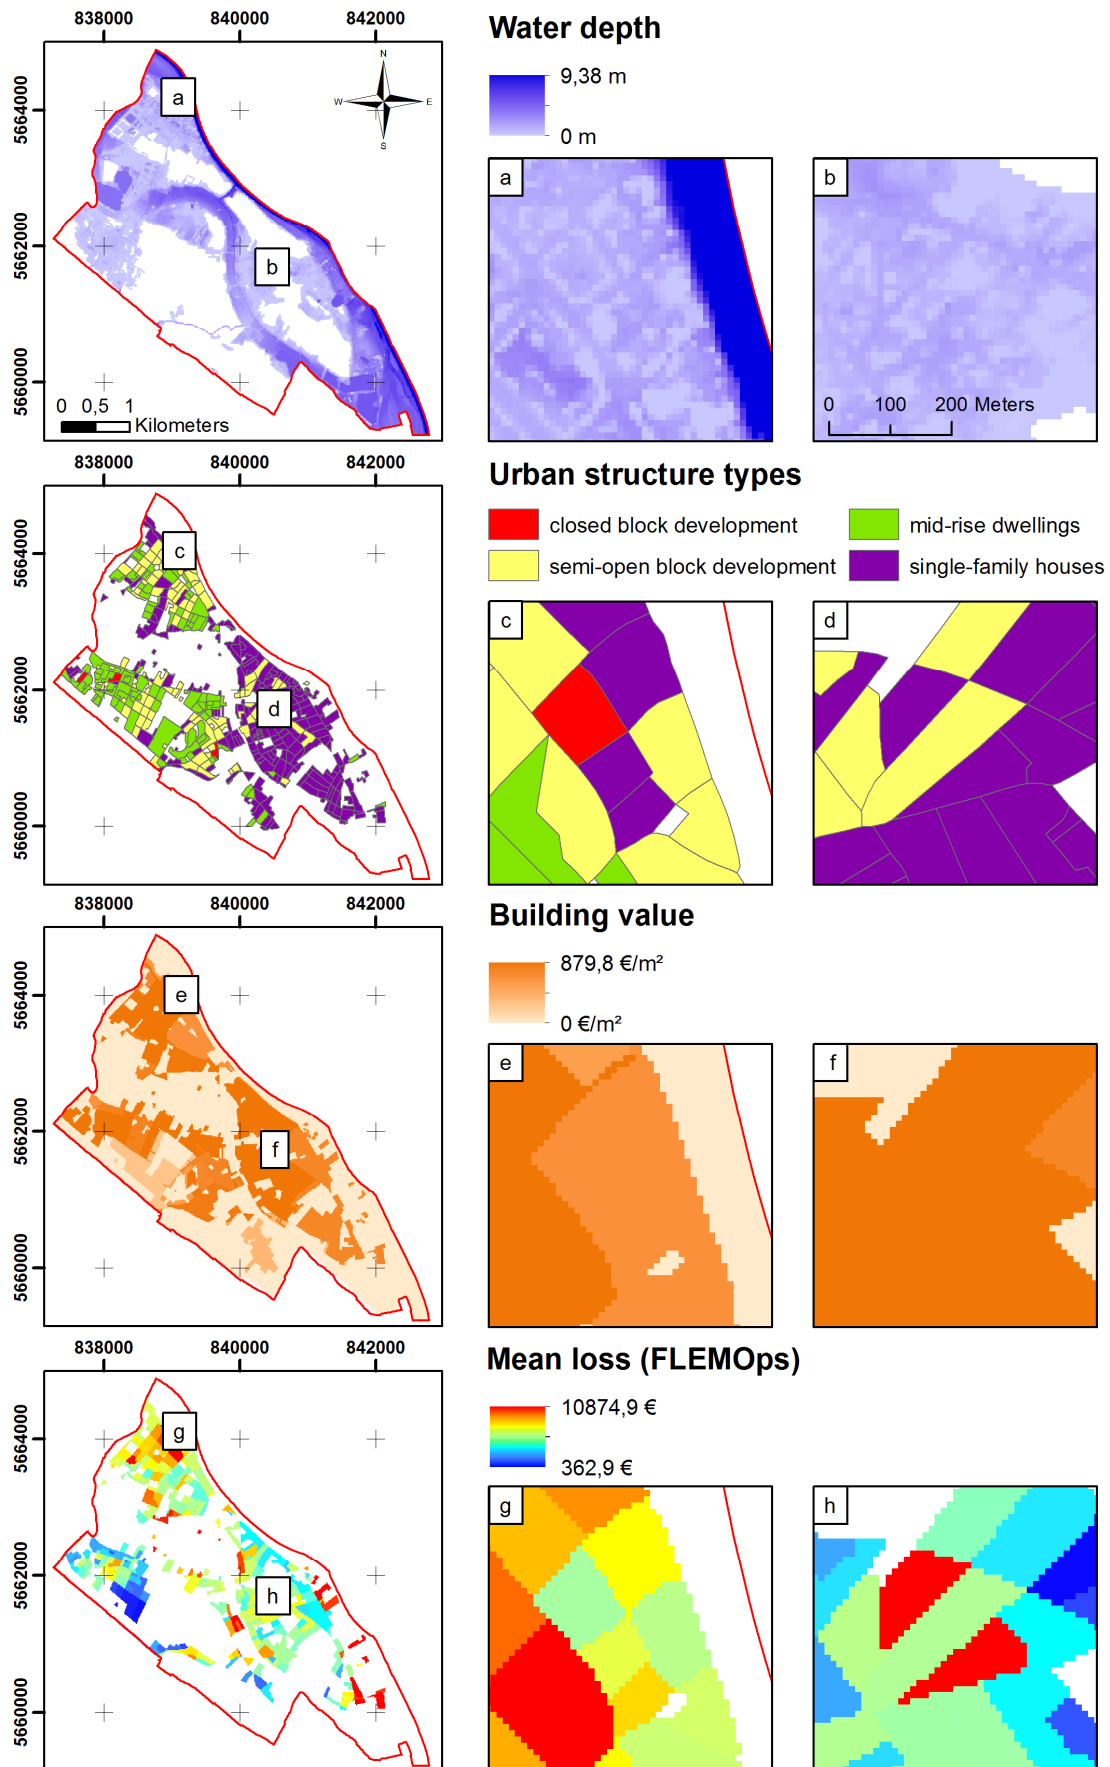 838000 840000 842000
Water depth
9,38 m
0 m
N
W E
S
5664000
5662000
5660000
a
b
a
b
0 0,5 1
Kilometers
0 100 200 Meters
838000 840000 842000
Urban structure types
closed block development
mid-rise dwellings
semi-open block development
single-family houses
5664000
5662000
5660000
c
d
c
d
838000 840000 842000
Building value
879,8 €/m²
0 €/m²
5664000
5662000
5660000
e
f
e
f
838000 840000 842000
Mean loss (FLEMOps)
10874,9 €
362,9 €
5664000
5662000
5660000
g
h
g
h